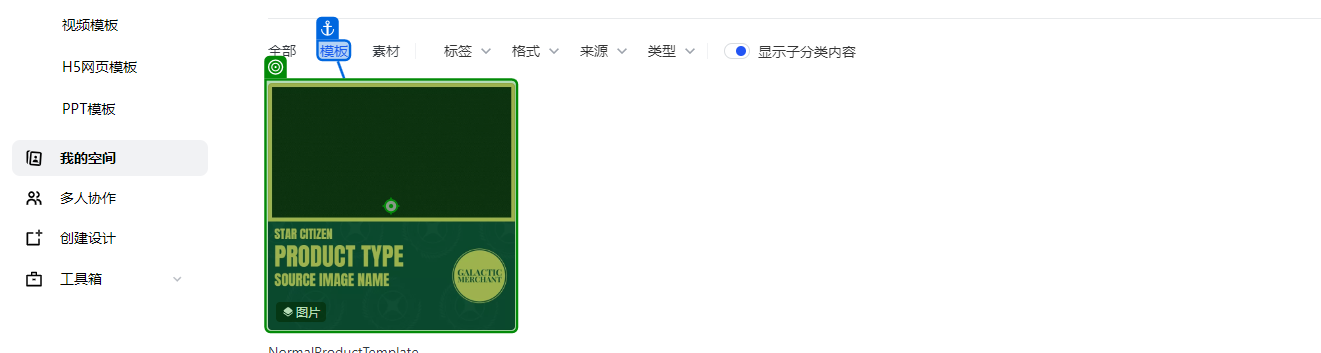 视频模板
H5网页模板
PPT模板
我的空间
多人协作
创建设计
工具箱
全部 模板 素材 标签 格式 来源 类型 显示子分类内容
STAR CITIZEN
PRODUCT TYPE
SOURCE IMAGE NAME
GALACTIC
MERCHANT
图片
NormalProductTemplate